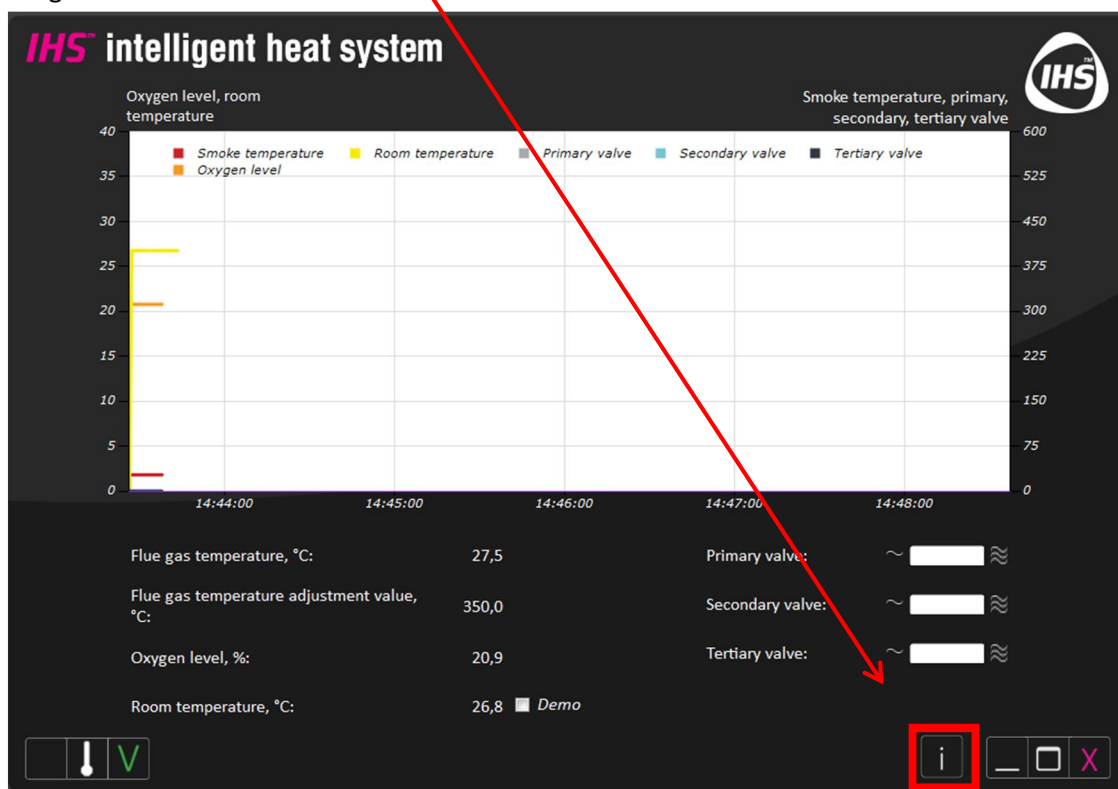 IHS™ intelligent heat system
IHS™
Oxygen level, room
temperature
Smoke temperature, primary,
secondary, tertiary valve
40
600
Smoke temperature Room temperature Primary valve Secondary valve Tertiary valve
Oxygen level
35
525
30
450
25
375
20
300
15
225
10
150
5
75
0
0
14:44:00 14:45:00 14:46:00 14:47:00 14:48:00
Flue gas temperature, °C: 27,5
Primary valve:
Flue gas temperature adjustment value,
°C: 350,0
Secondary valve:
Oxygen level, %: 20,9
Tertiary valve:
Room temperature, °C: 26,8 Demo
V
i
X